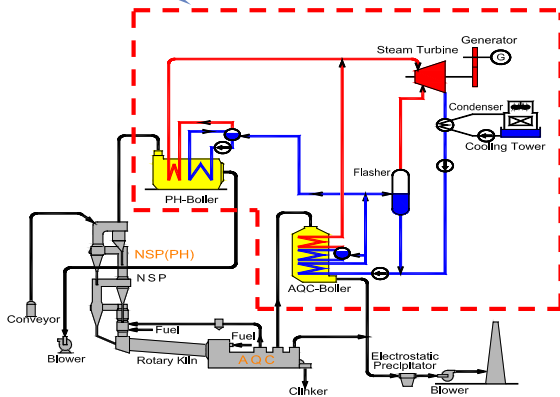 Generator
Steam Turbine
G
Condenser
Cooling Tower
Flasher
PH-Boiler
NSP(PH)
NSP
AQC-Boiler
Conveyor
Fuel
Fuel
Blower
Rotary Kiln
AQC
Electrostatic
Precipitator
Blower
Clinker